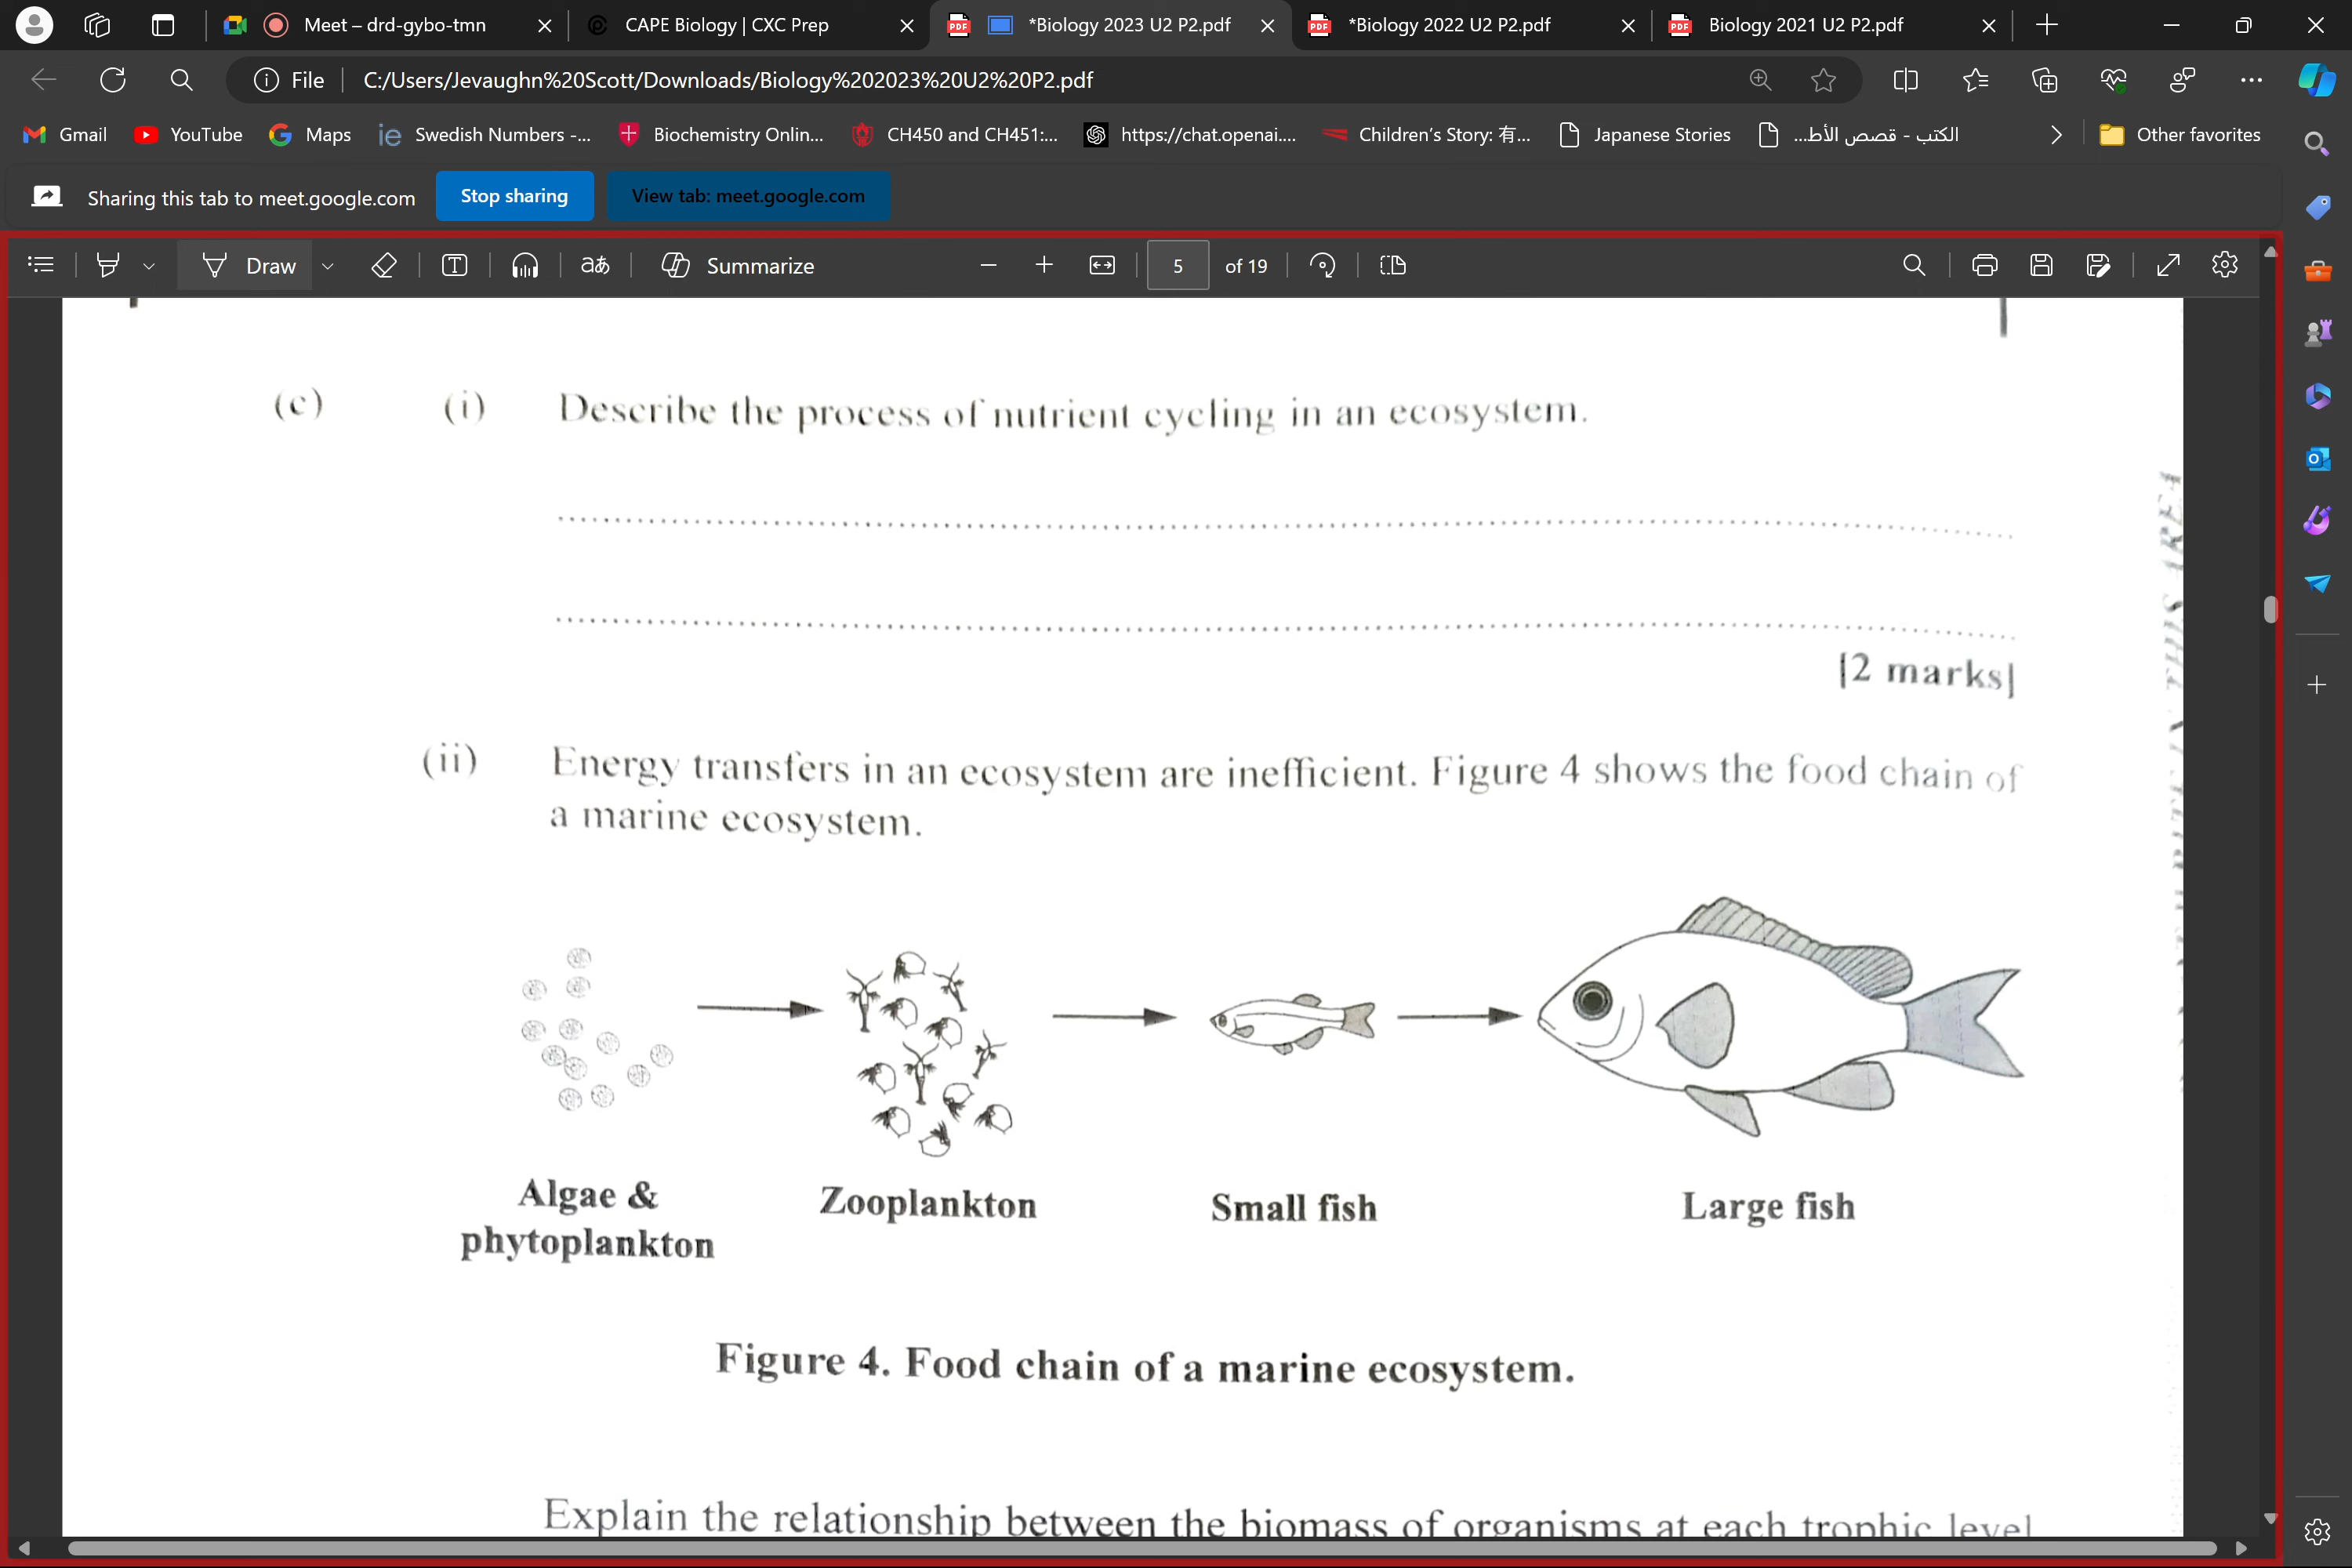 Meet – drd-gybo-tmn
CAPE Biology | CXC Prep
*Biology 2023 U2 P2.pdf
*Biology 2022 U2 P2.pdf
Biology 2021 U2 P2.pdf
File
C:/Users/Jevaughn%20Scott/Downloads/Biology%202023%20U2%20P2.pdf
Gmail
YouTube
Maps
Swedish Numbers -...
Biochemistry Onlin...
CH450 and CH451:...
https://chat.openai....
Children's Story: 有...
Japanese Stories
الكتب - قصص الأط...
Other favorites
Sharing this tab to meet.google.com
Stop sharing
View tab: meet.google.com
Draw
aあ
Summarize
5 of 19
(c) (i) Describe the process of nutrient cycling in an ecosystem.
[2 marks]
(ii) Energy transfers in an ecosystem are inefficient. Figure 4 shows the food chain of
a marine ecosystem.
Algae &
phytoplankton
Zooplankton
Small fish
Large fish
Figure 4. Food chain of a marine ecosystem.
Explain the relationship between the biomass of organisms at each trophic level